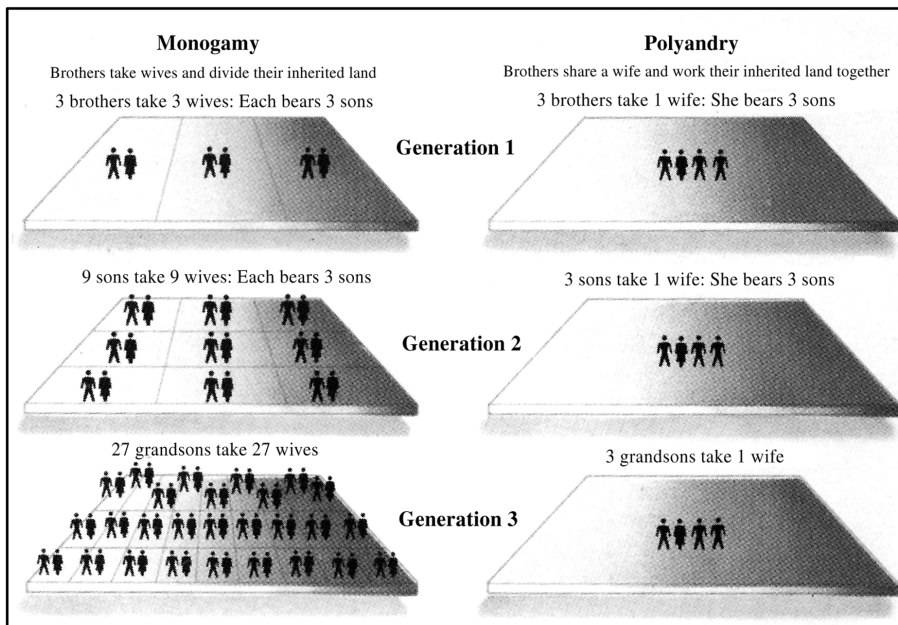 Monogamy
Brothers take wives and divide their inherited land
3 brothers take 3 wives: Each bears 3 sons
Polyandry
Brothers share a wife and work their inherited land together
3 brothers take 1 wife: She bears 3 sons
Generation 1
9 sons take 9 wives: Each bears 3 sons
3 sons take 1 wife: She bears 3 sons
Generation 2
27 grandsons take 27 wives
3 grandsons take 1 wife
Generation 3